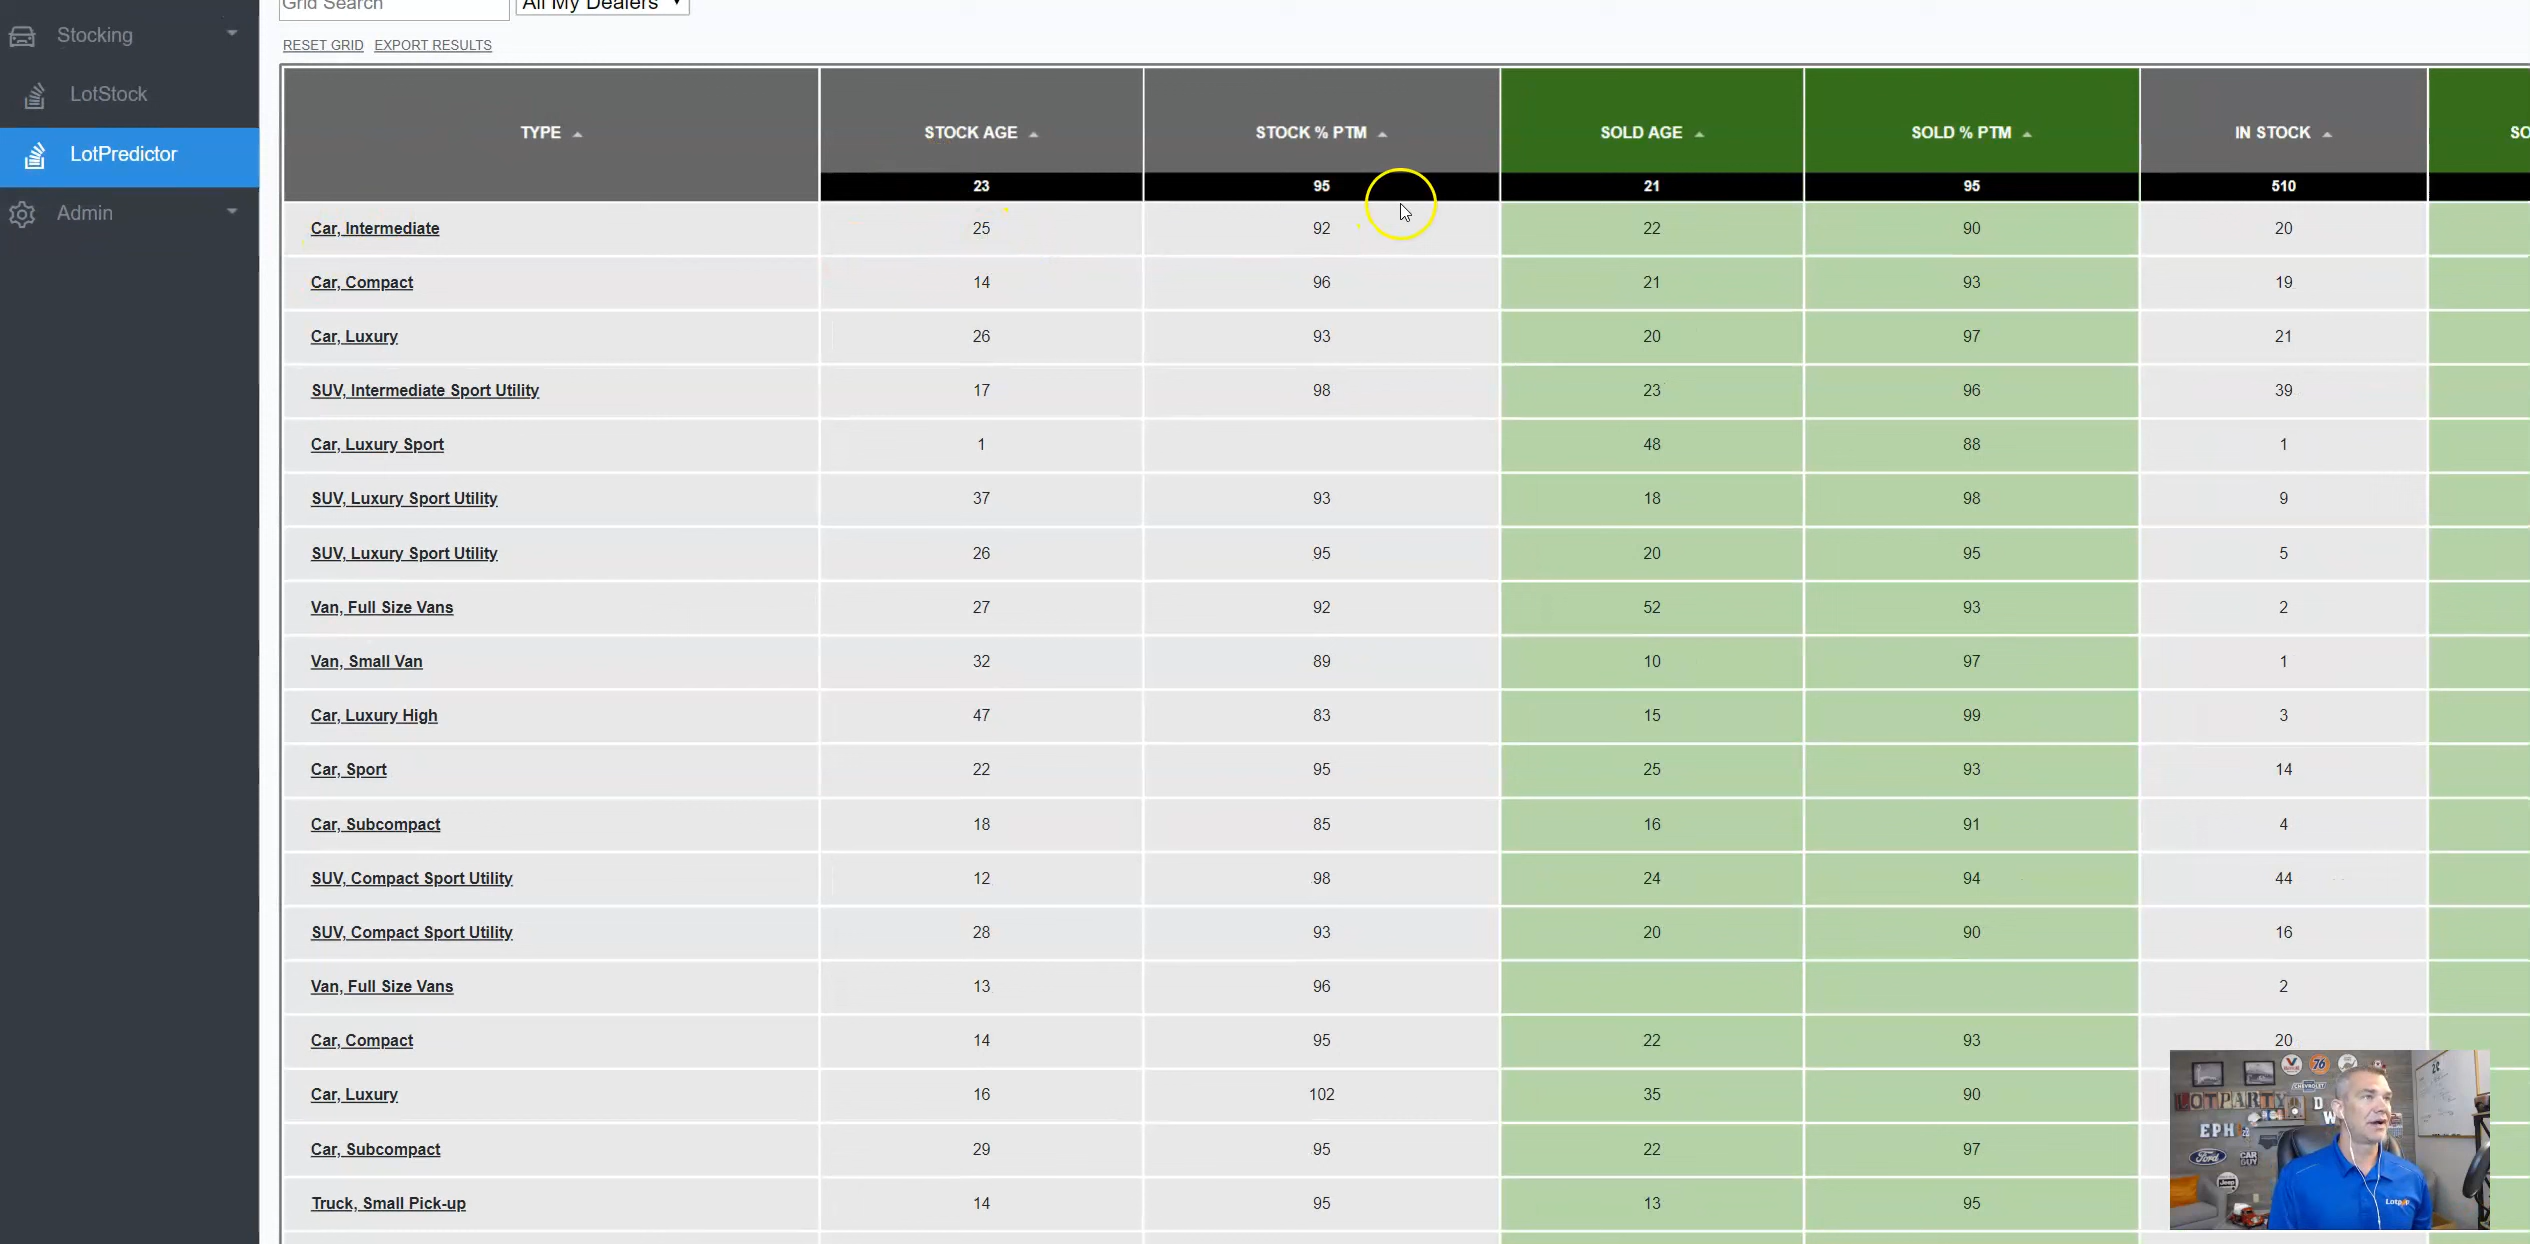 Grid Search All My Dealers
Stocking
RESET GRID EXPORT RESULTS
LotStock
LotPredictor
Admin
TYPE STOCK AGE STOCK % PTM SOLD AGE SOLD % PTM IN STOCK SO
23 95 21 95 510
Car, Intermediate 25 92 22 90 20
Car, Compact 14 96 21 93 19
Car, Luxury 26 93 20 97 21
SUV, Intermediate Sport Utility 17 98 23 96 39
Car, Luxury Sport 1 48 88 1
SUV, Luxury Sport Utility 37 93 18 98 9
SUV, Luxury Sport Utility 26 95 20 95 5
Van, Full Size Vans 27 92 52 93 2
Van, Small Van 32 89 10 97 1
Car, Luxury High 47 83 15 99 3
Car, Sport 22 95 25 93 14
Car, Subcompact 18 85 16 91 4
SUV, Compact Sport Utility 12 98 24 94 44
SUV, Compact Sport Utility 28 93 20 90 16
Van, Full Size Vans 13 96 2
Car, Compact 14 95 22 93 20
Car, Luxury 16 102 35 90
Car, Subcompact 29 95 22 97
Truck, Small Pick-up 14 95 13 95
76
CHEVROLET
LOTPARTY
EPH
Ford
CAR GUY
Jeep
Lotpop